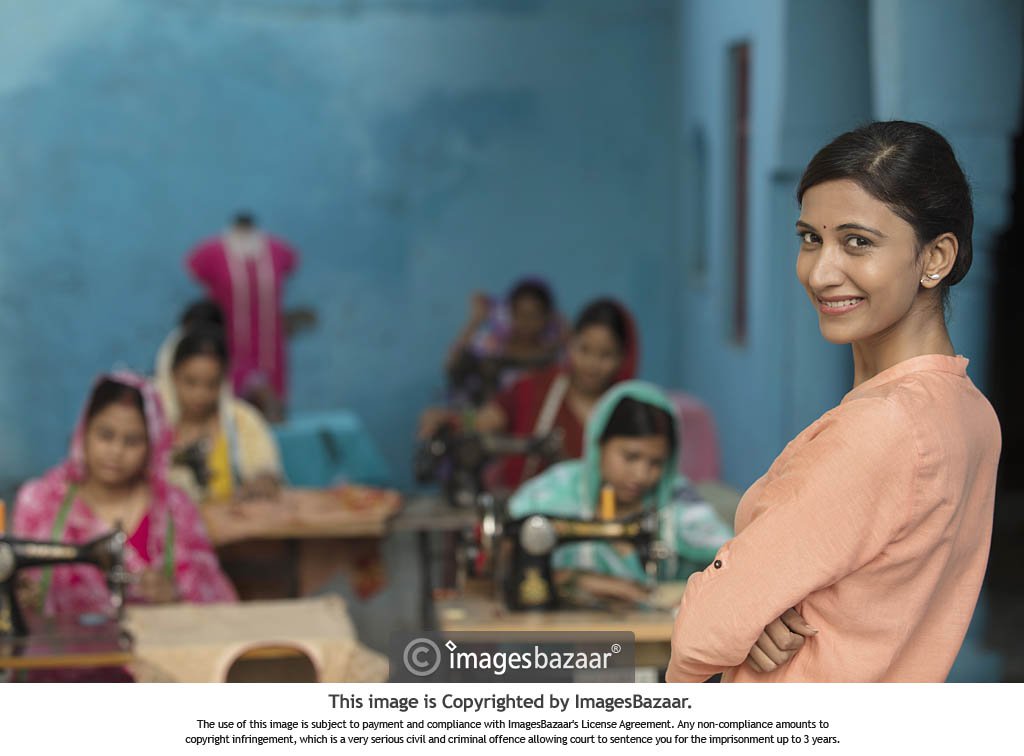 © imagesbazaar®
This image is Copyrighted by ImagesBazaar.
The use of this image is subject to payment and compliance with ImagesBazaar's License Agreement. Any non-compliance amounts to
copyright infringement, which is a very serious civil and criminal offence allowing court to sentence you for the imprisonment up to 3 years.